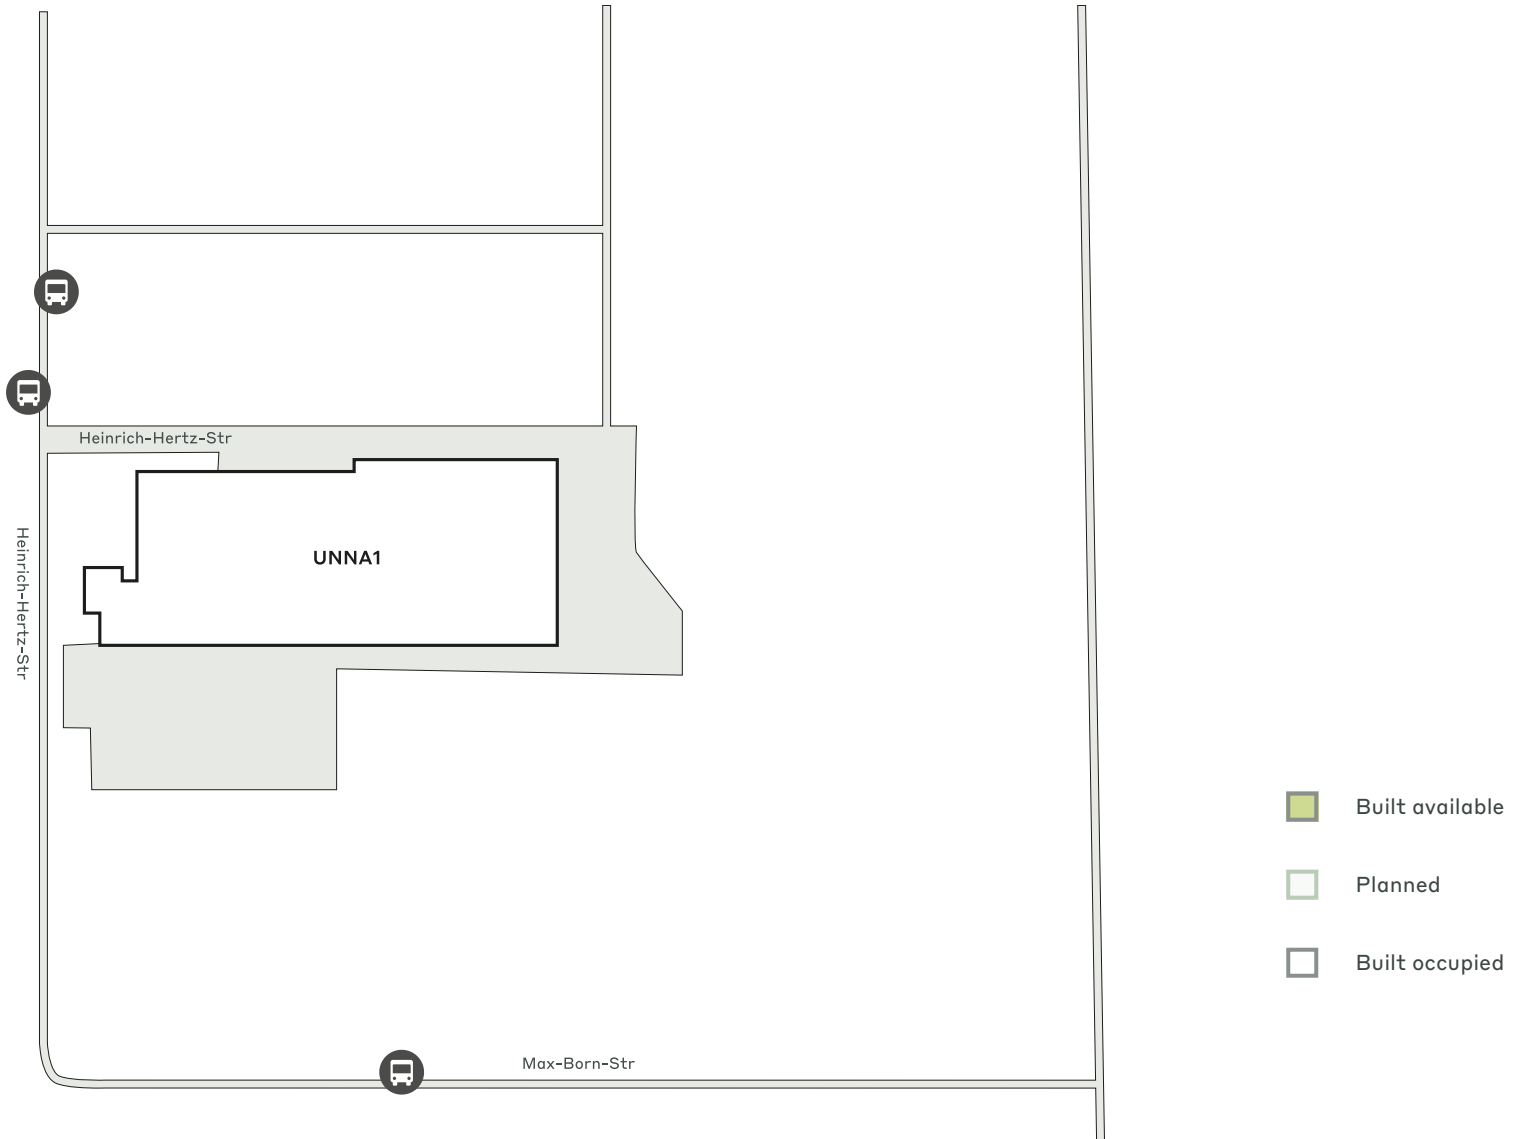 Heinrich-Hertz-Str
UNNA1
Heinrich-Hertz-Str
Built available
Planned
Built occupied
Max-Born-Str